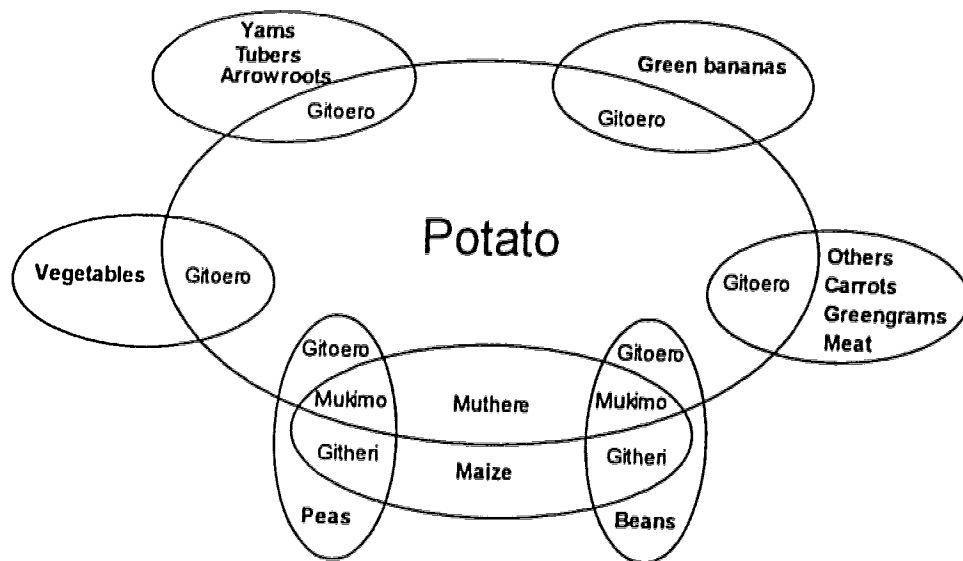 Yams
Tubers
Arrowroots
Gitoero
Green bananas
Gitoero
Potato
Vegetables
Gitoero
Gitoero
Others
Carrots
Greengrams
Meat
Gitoero
Mukimo
Githeri
Peas
Muthere
Maize
Gitoero
Mukimo
Githeri
Beans